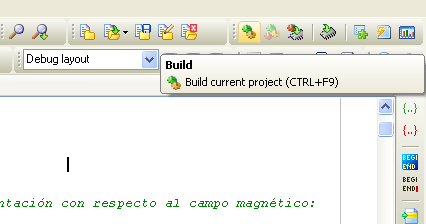 Debug layout
Build
Build current project (CTRL+F9)
{..}
{..}
BEGI
END
BEGI
END
ntación con respecto al campo magnético: